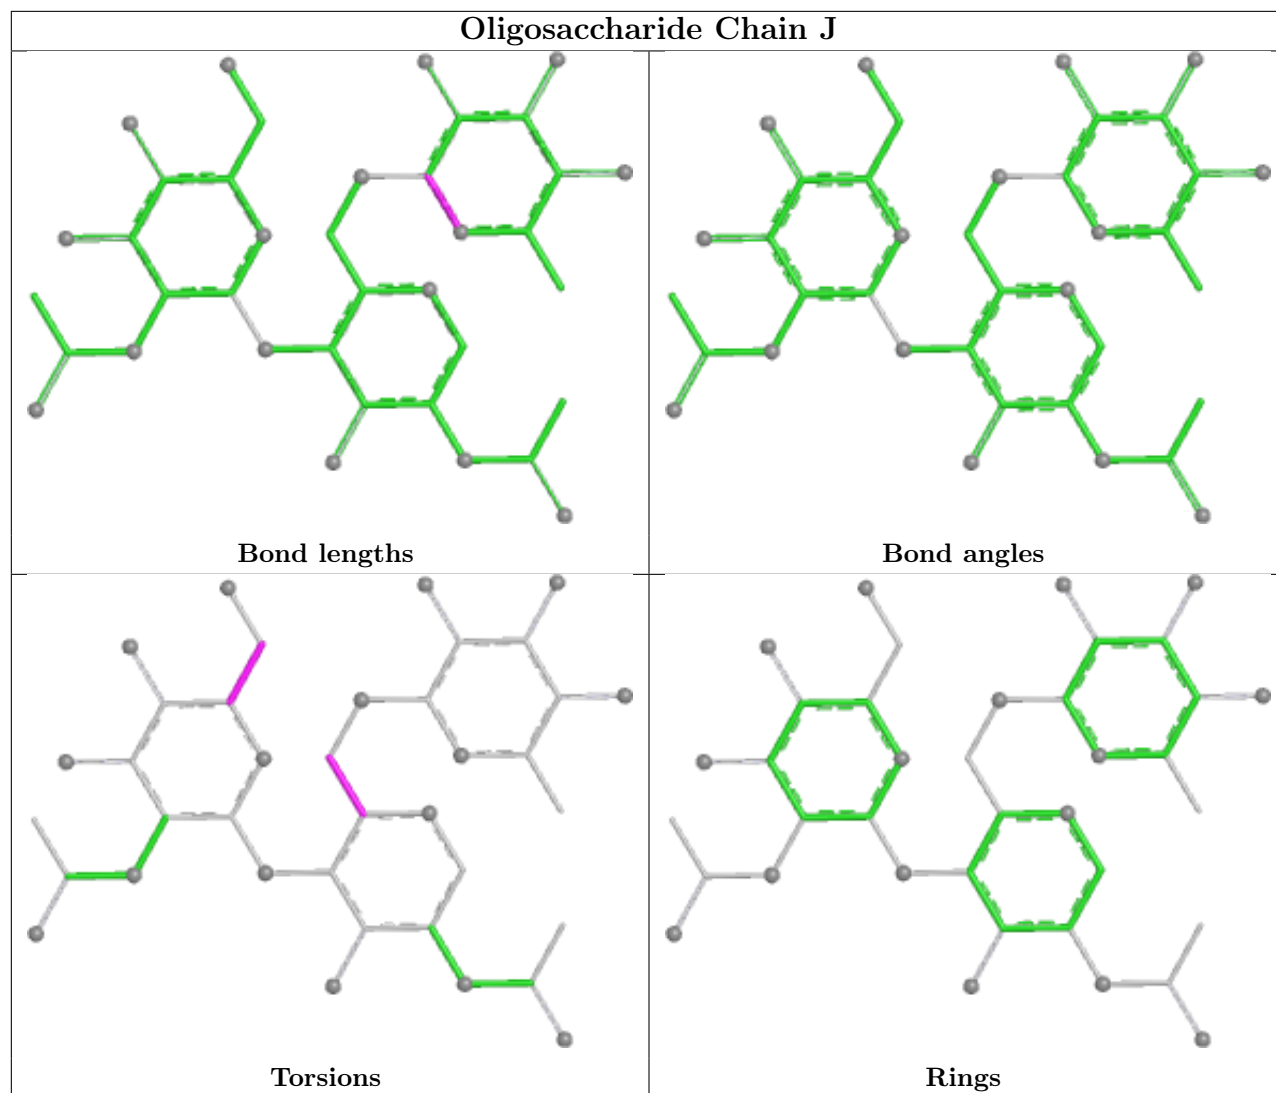 Oligosaccharide Chain J
Bond lengths
Bond angles
Torsions
Rings